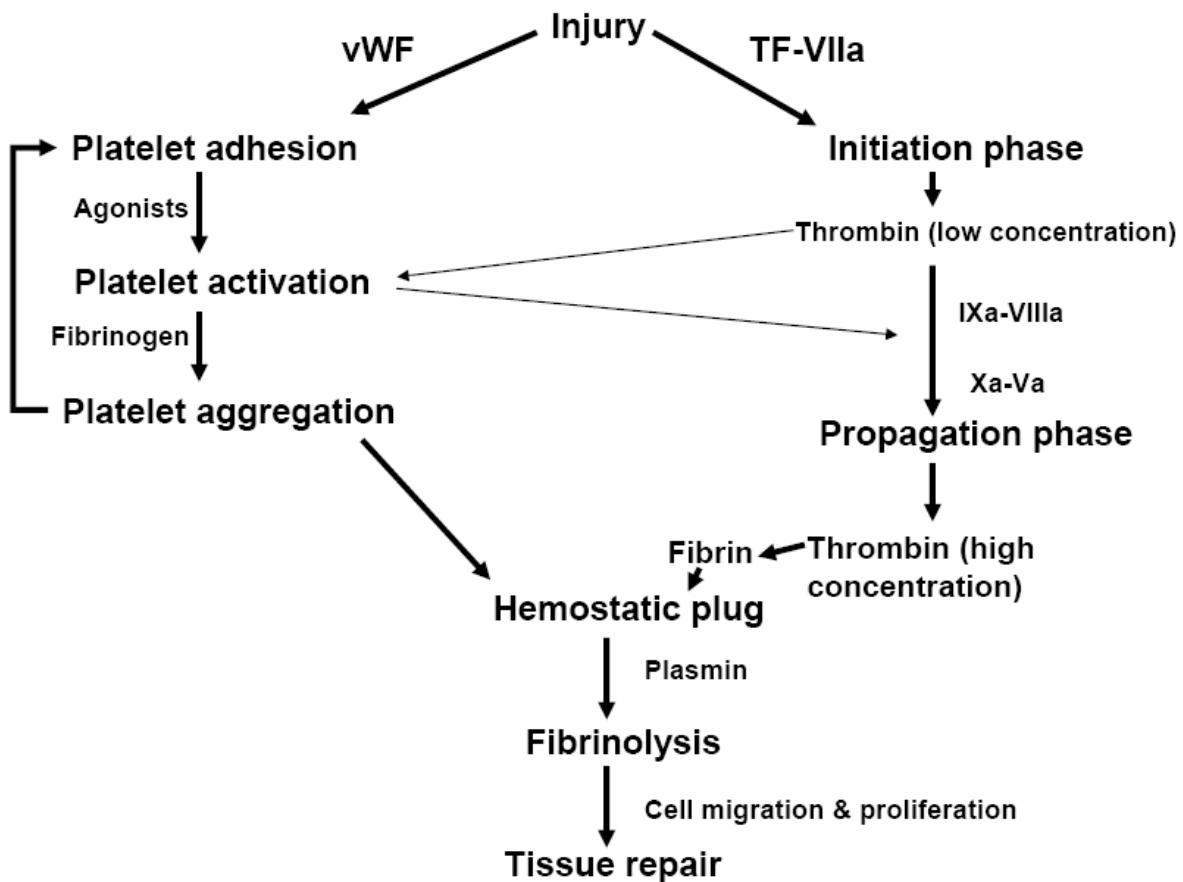 Injury
vWF
TF-VIIa
Platelet adhesion
Initiation phase
Agonists
Thrombin (low concentration)
Platelet activation
IXa-VIIIa
Fibrinogen
Xa-Va
Platelet aggregation
Propagation phase
Fibrin
Thrombin (high
concentration)
Hemostatic plug
Plasmin
Fibrinolysis
Cell migration & proliferation
Tissue repair